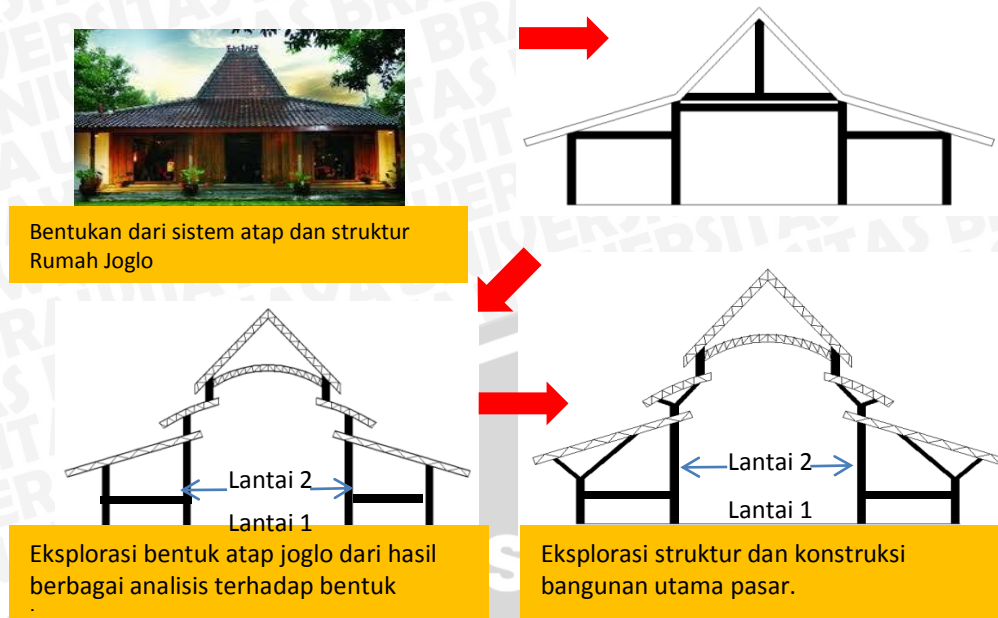 Bentukan dari sistem atap dan struktur
Rumah Joglo
Lantai 2
Lantai 1
Eksplorasi bentuk atap joglo dari hasil
berbagai analisis terhadap bentuk
Lantai 2
Lantai 1
Eksplorasi struktur dan konstruksi
bangunan utama pasar.